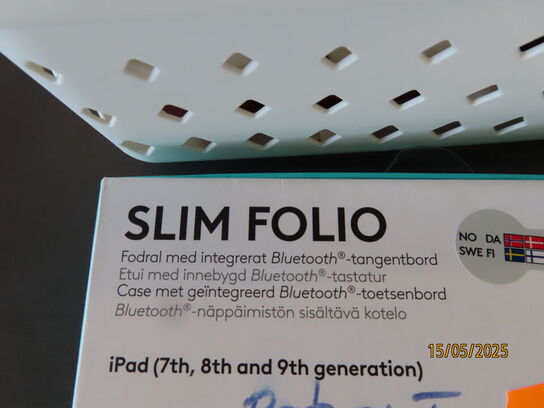 SLIM FOLIO
Fodral med integrerat Bluetooth®-tangentbord
Etui med innebygd Bluetooth®-tastatur
Case met geïntegreerd Bluetooth®-toetsenbord
Bluetooth®-näppäimistön sisältävä kotelo
NO DA
SWE FI
iPad (7th, 8th and 9th generation)
15/05/2025